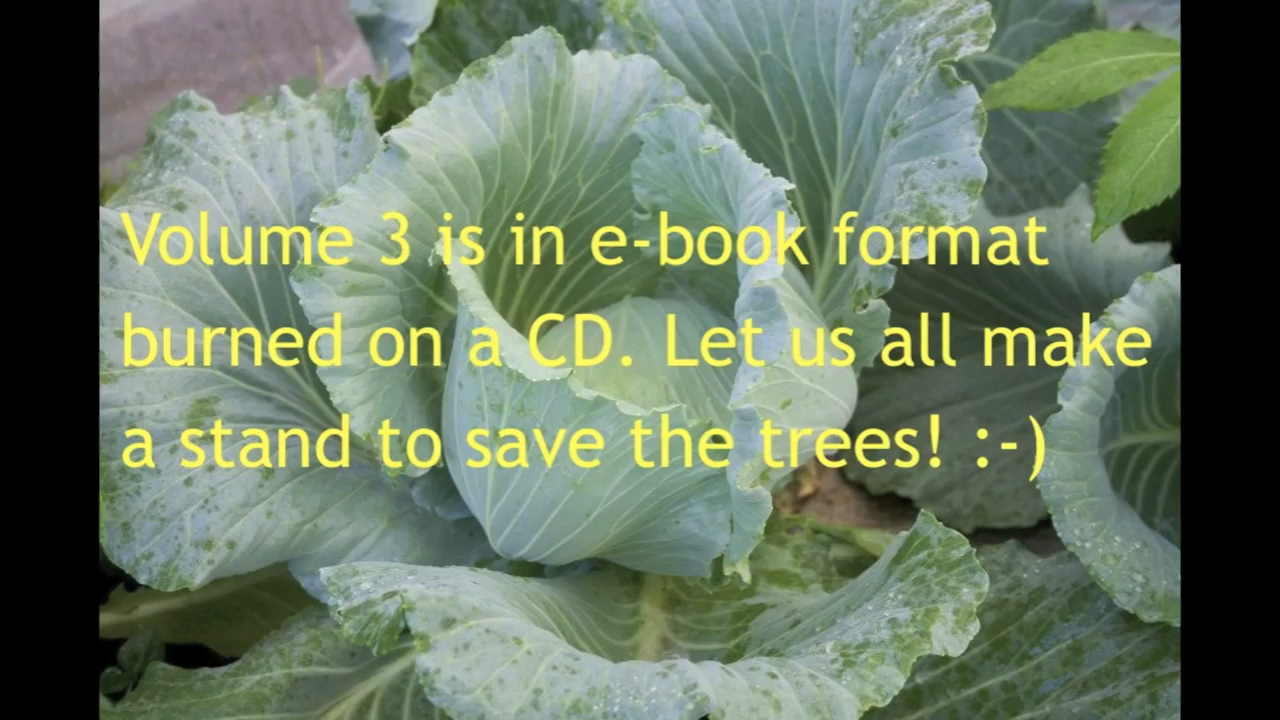 Volume 3 is in e-book format
burned on a CD. Let us all make
a stand to save the trees! :-)